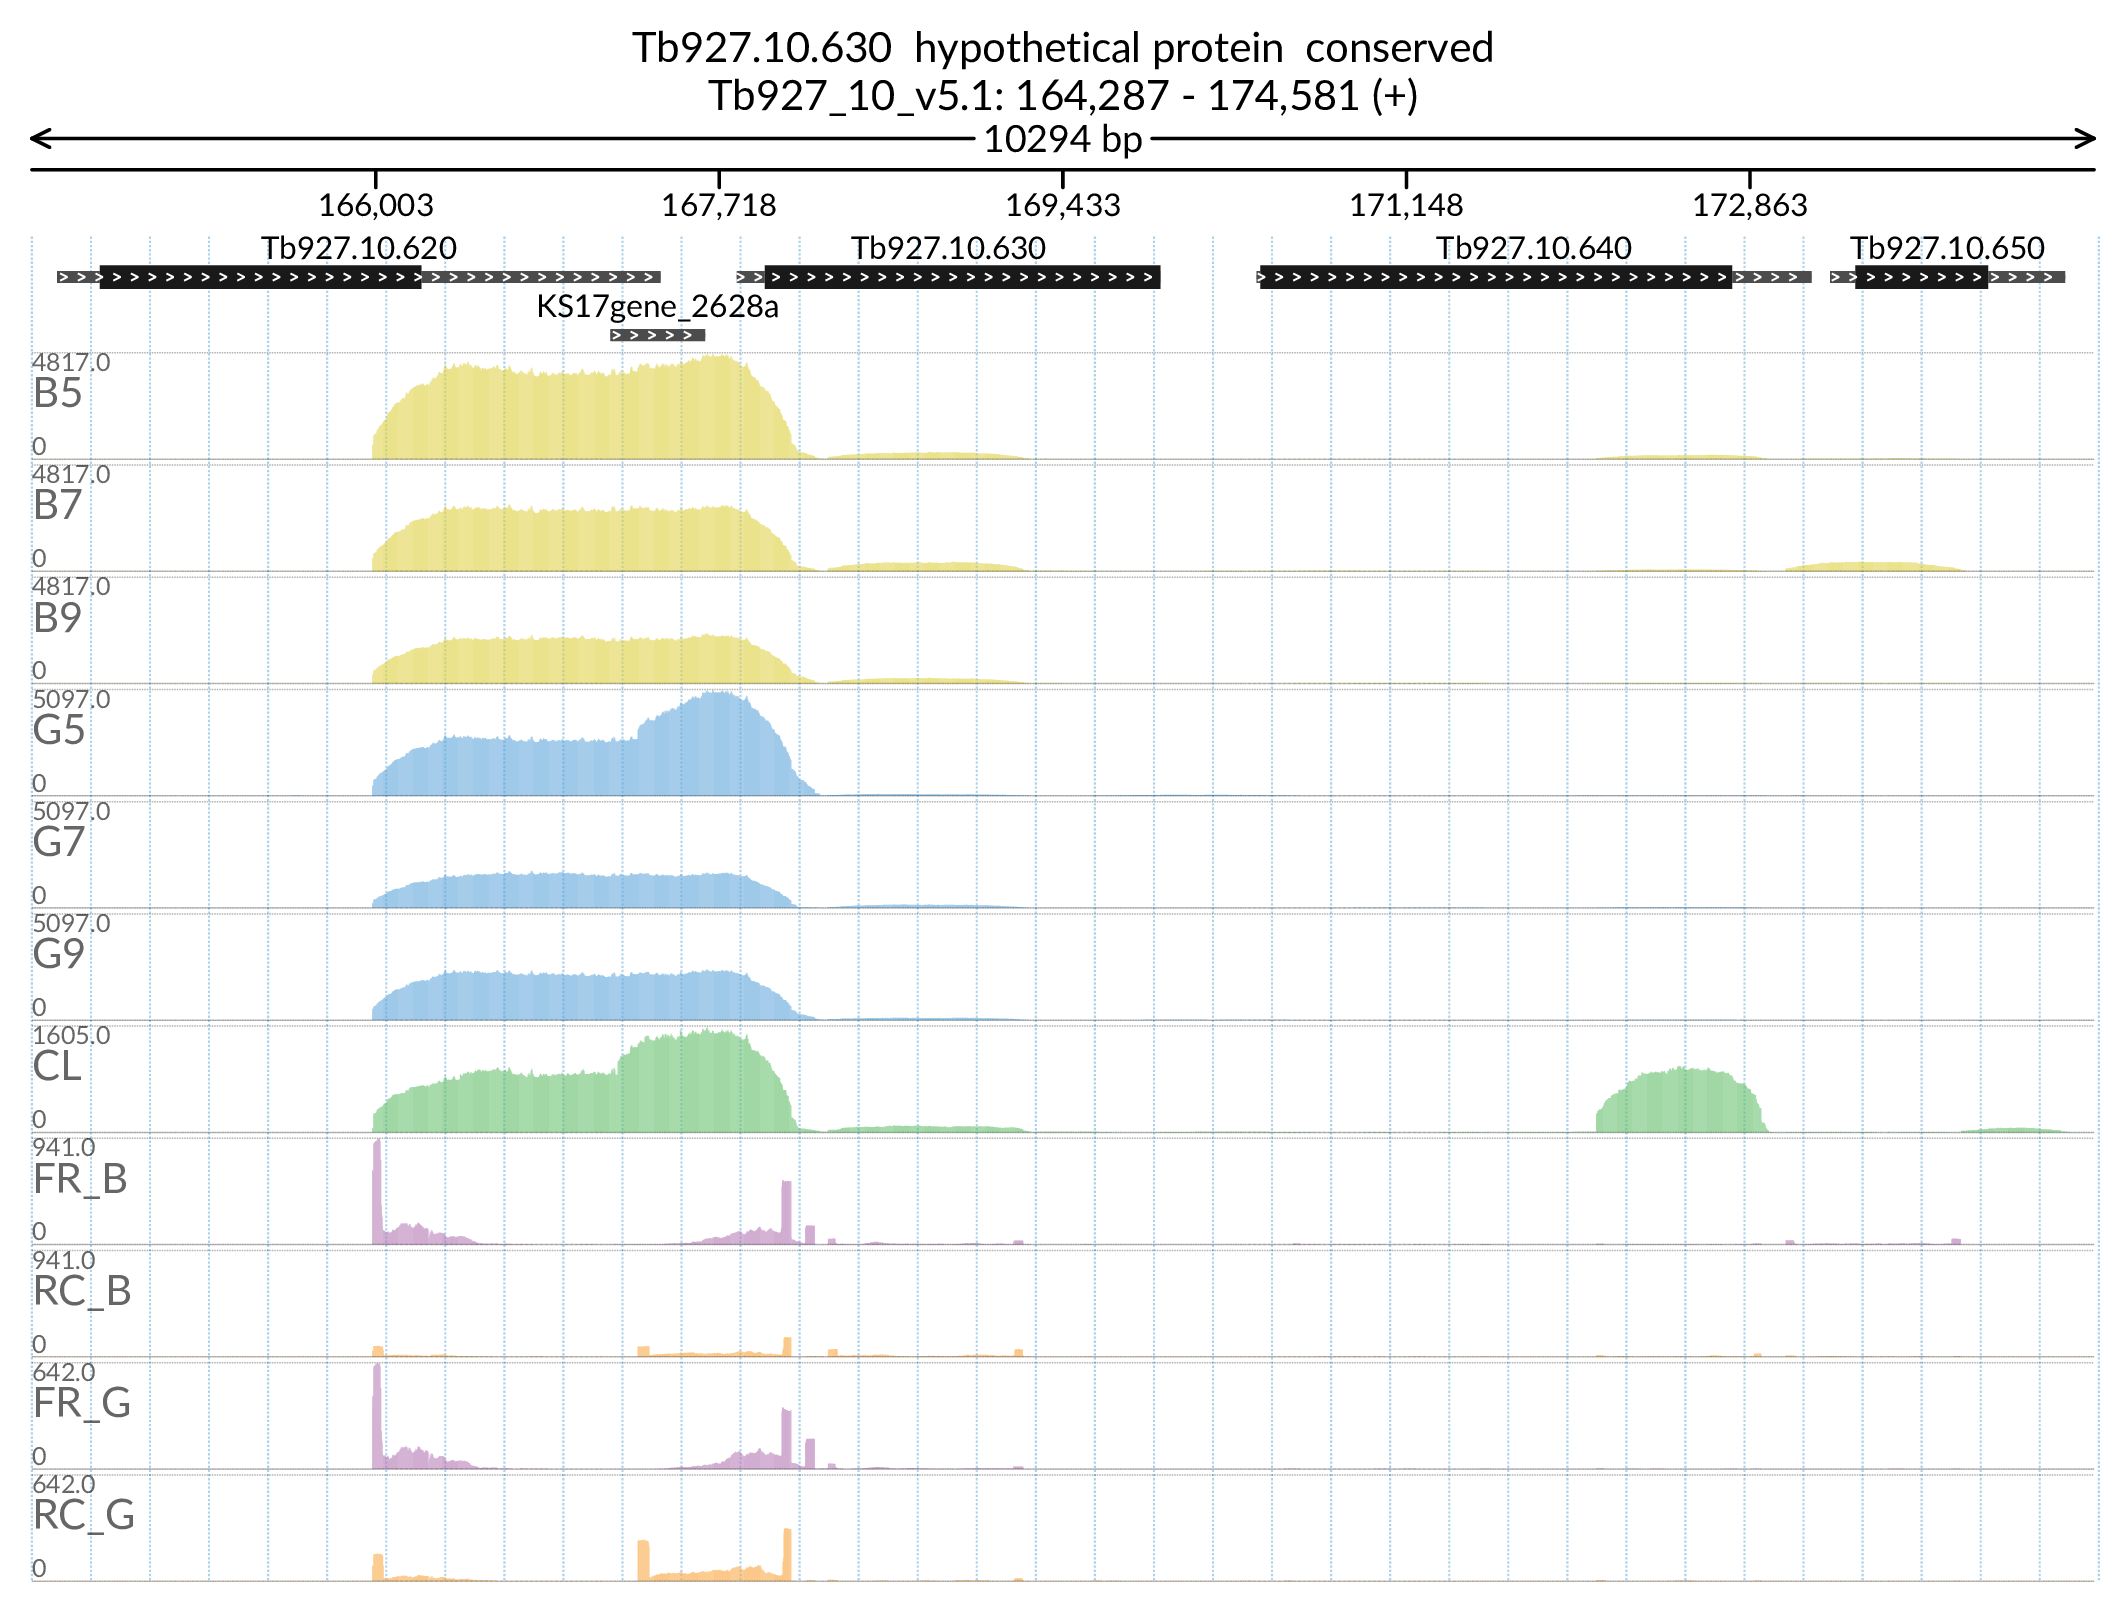 Tb927.10.630  hypothetical protein  conserved
Tb927_10_v5.1: 164,287 - 174,581 (+)
10294 bp
166,003 167,718 169,433 171,148 172,863
Tb927.10.620 Tb927.10.630 Tb927.10.640 Tb927.10.650
KS17gene_2628a
4817.0
B5
0
4817.0
B7
0
4817.0
B9
0
5097.0
G5
0
5097.0
G7
0
5097.0
G9
0
1605.0
CL
0
941.0
FR_B
0
941.0
RC_B
0
642.0
FR_G
0
642.0
RC_G
0